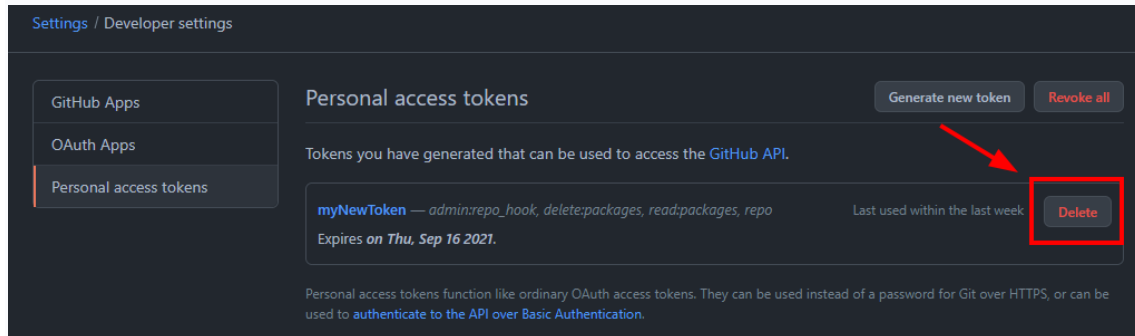 Settings / Developer settings
GitHub Apps
OAuth Apps
Personal access tokens
Personal access tokens
Generate new token
Revoke all
Tokens you have generated that can be used to access the GitHub API.
myNewToken — admin:repo_hook, delete:packages, read:packages, repo
Last used within the last week
Delete
Expires on Thu, Sep 16 2021.
Personal access tokens function like ordinary OAuth access tokens. They can be used instead of a password for Git over HTTPS, or can be
used to authenticate to the API over Basic Authentication.